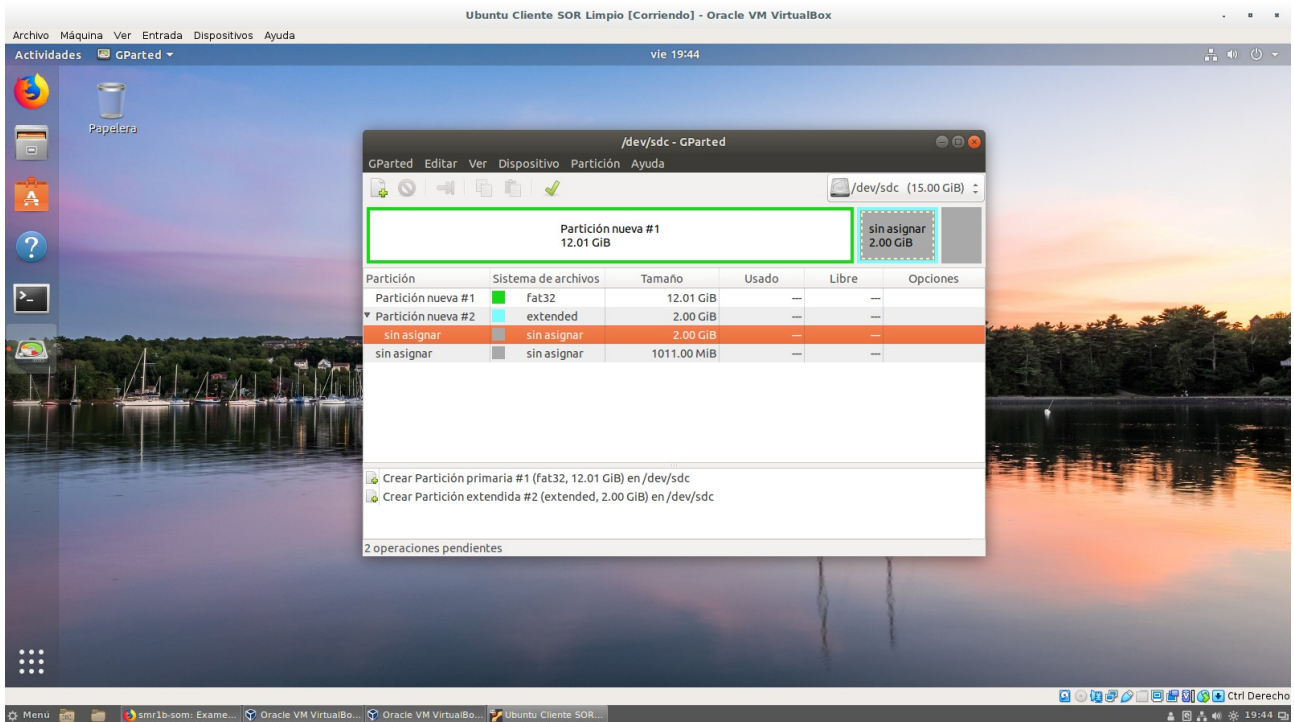 Ubuntu Cliente SOR Limpio [Corriendo] - Oracle VM VirtualBox
Archivo Máquina Ver Entrada Dispositivos Ayuda
Actividades GParted vie 19:44
Papelera
/dev/sdc - GParted
GParted Editar Ver Dispositivo Partición Ayuda
/dev/sdc (15.00 GiB)
Partición nueva #1
12.01 GiB
sin asignar
2.00 GiB
Partición Sistema de archivos Tamaño Usado Libre Opciones
Partición nueva #1 fat32 12.01 GiB --- ---
Partición nueva #2 extended 2.00 GiB --- ---
sin asignar sin asignar 2.00 GiB --- ---
sin asignar sin asignar 1011.00 MiB --- ---
Crear Partición primaria #1 (fat32, 12.01 GiB) en /dev/sdc
Crear Partición extendida #2 (extended, 2.00 GiB) en /dev/sdc
2 operaciones pendientes
Ctrl Derecho
Menú smr1b-som: Exame... Oracle VM VirtualBo... Oracle VM VirtualBo... Ubuntu Cliente SOR... 19:44